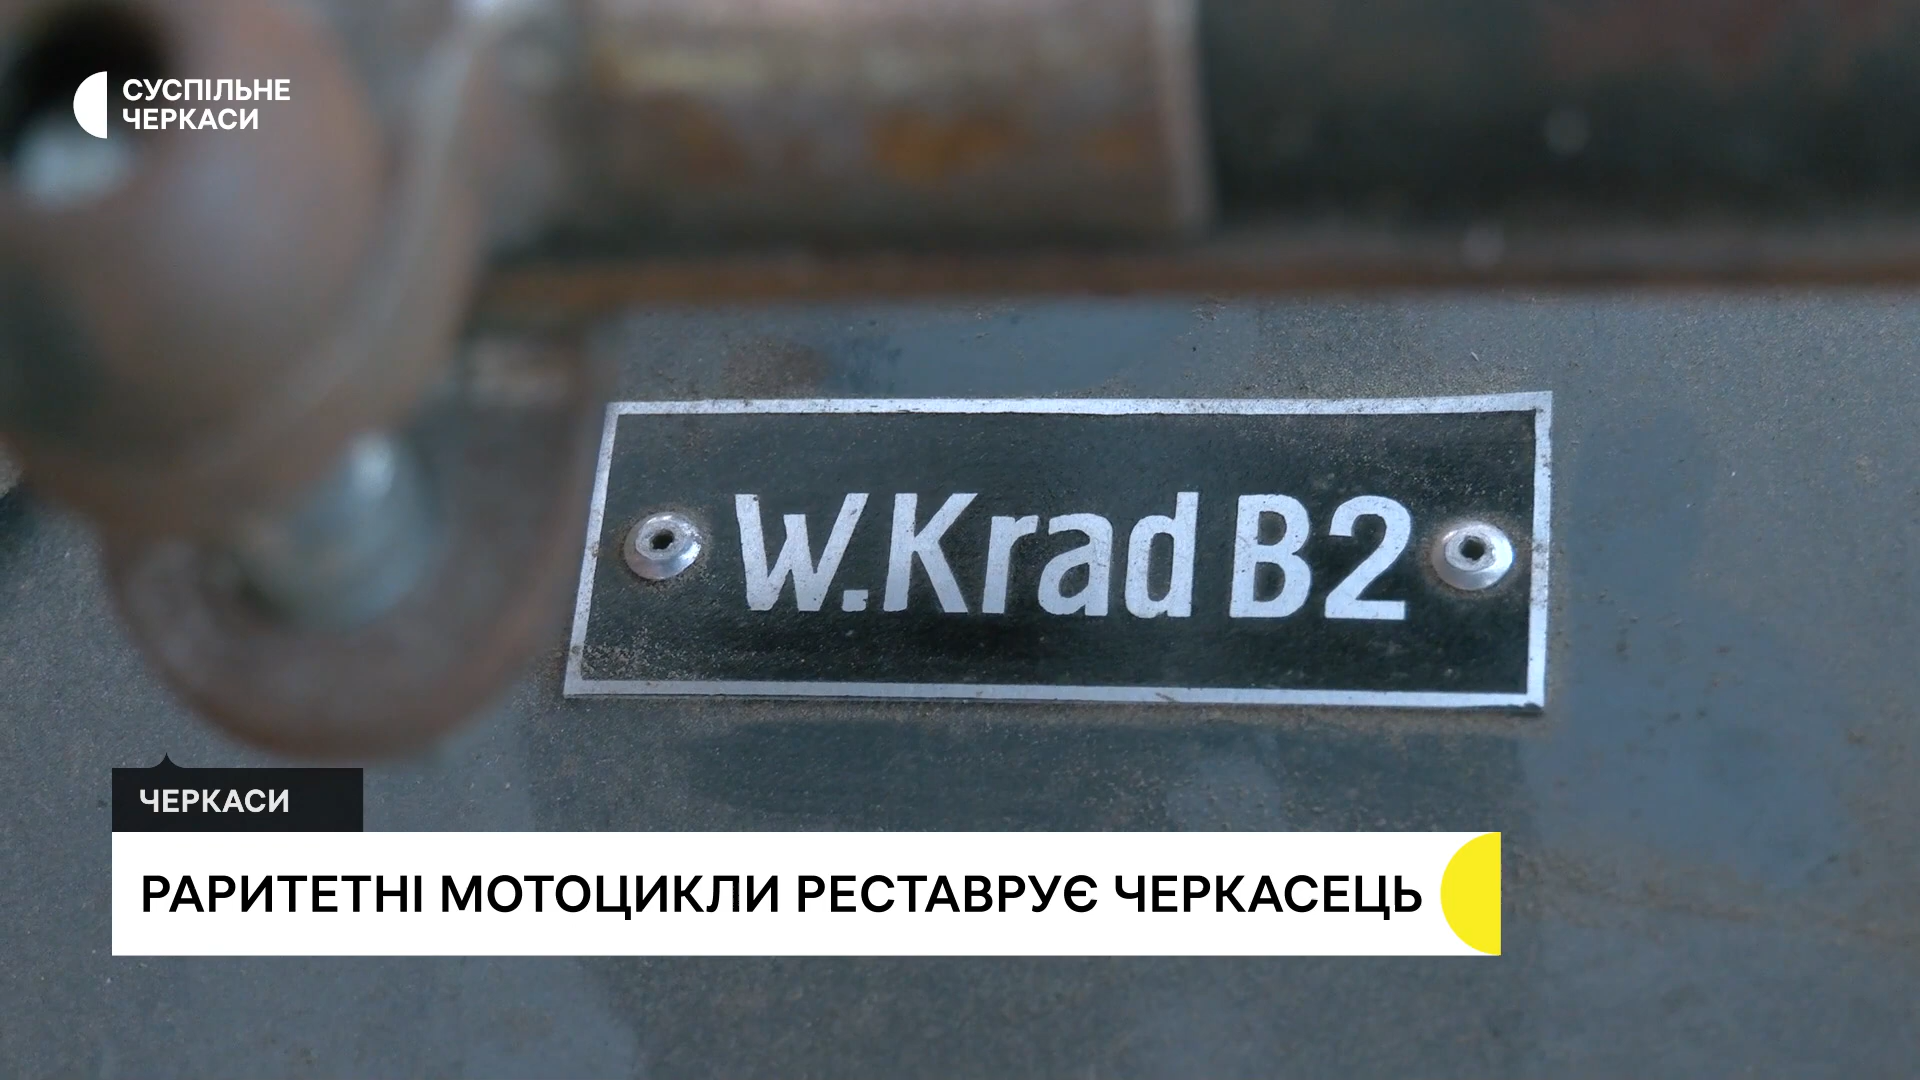 СУСПІЛЬНЕ
ЧЕРКАСИ
W.Krad B2
ЧЕРКАСИ
РАРИТЕТНІ МОТОЦИКЛИ РЕСТАВРУЄ ЧЕРКАСЕЦЬ